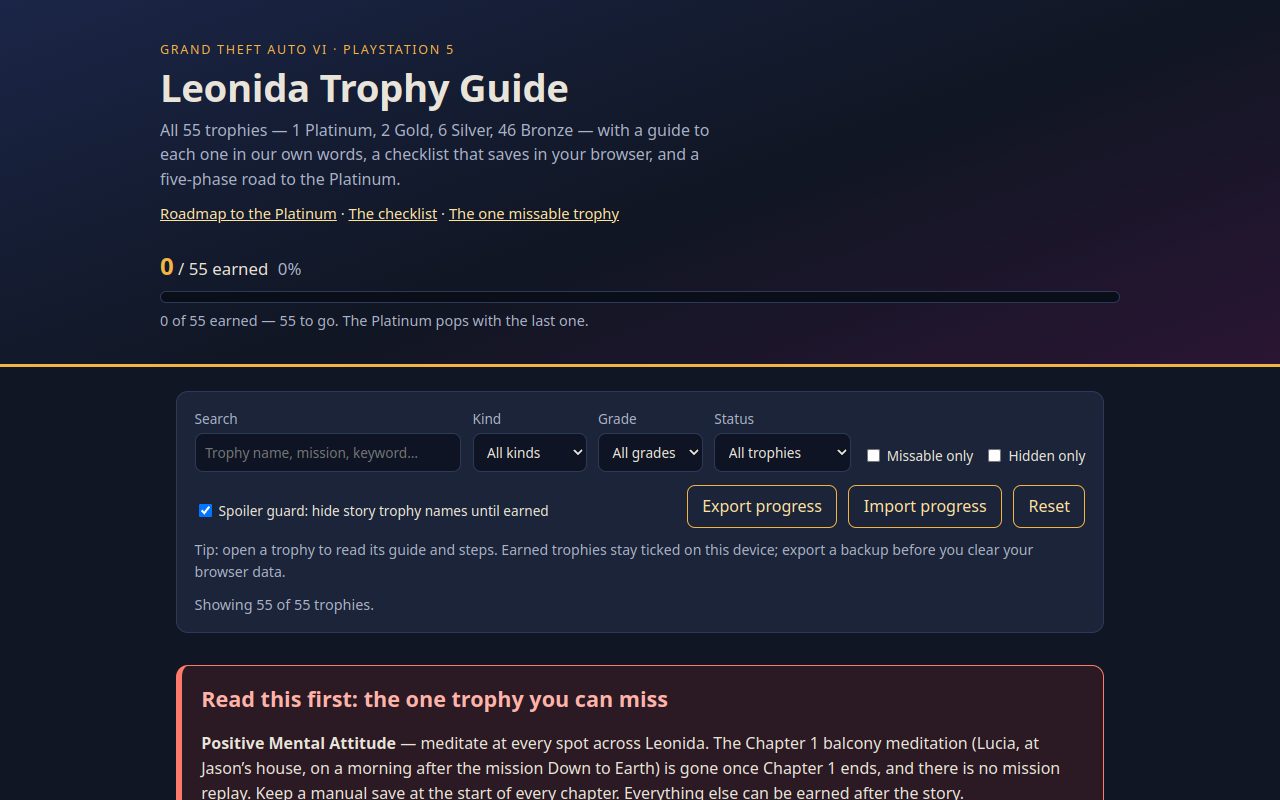 GRAND THEFT AUTO VI · PLAYSTATION 5
Leonida Trophy Guide
All 55 trophies — 1 Platinum, 2 Gold, 6 Silver, 46 Bronze — with a guide to
each one in our own words, a checklist that saves in your browser, and a
five-phase road to the Platinum.
Roadmap to the Platinum · The checklist · The one missable trophy
0 / 55 earned 0%
0 of 55 earned — 55 to go. The Platinum pops with the last one.
Search Kind Grade Status
Trophy name, mission, keyword... All kinds All grades All trophies Missable only Hidden only
Spoiler guard: hide story trophy names until earned Export progress Import progress Reset
Tip: open a trophy to read its guide and steps. Earned trophies stay ticked on this device; export a backup before you clear your
browser data.
Showing 55 of 55 trophies.
Read this first: the one trophy you can miss
Positive Mental Attitude — meditate at every spot across Leonida. The Chapter 1 balcony meditation (Lucia, at
Jason’s house, on a morning after the mission Down to Earth) is gone once Chapter 1 ends, and there is no mission
replay. Keep a manual save at the start of every chapter. Everything else can be earned after the story.